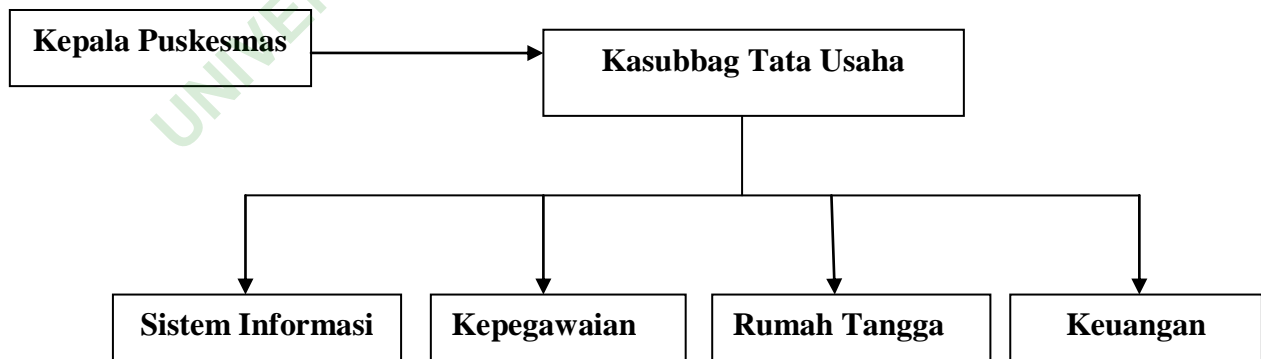 Kepala Puskesmas
Kasubbag Tata Usaha
Sistem Informasi
Kepegawaian
Rumah Tangga
Keuangan